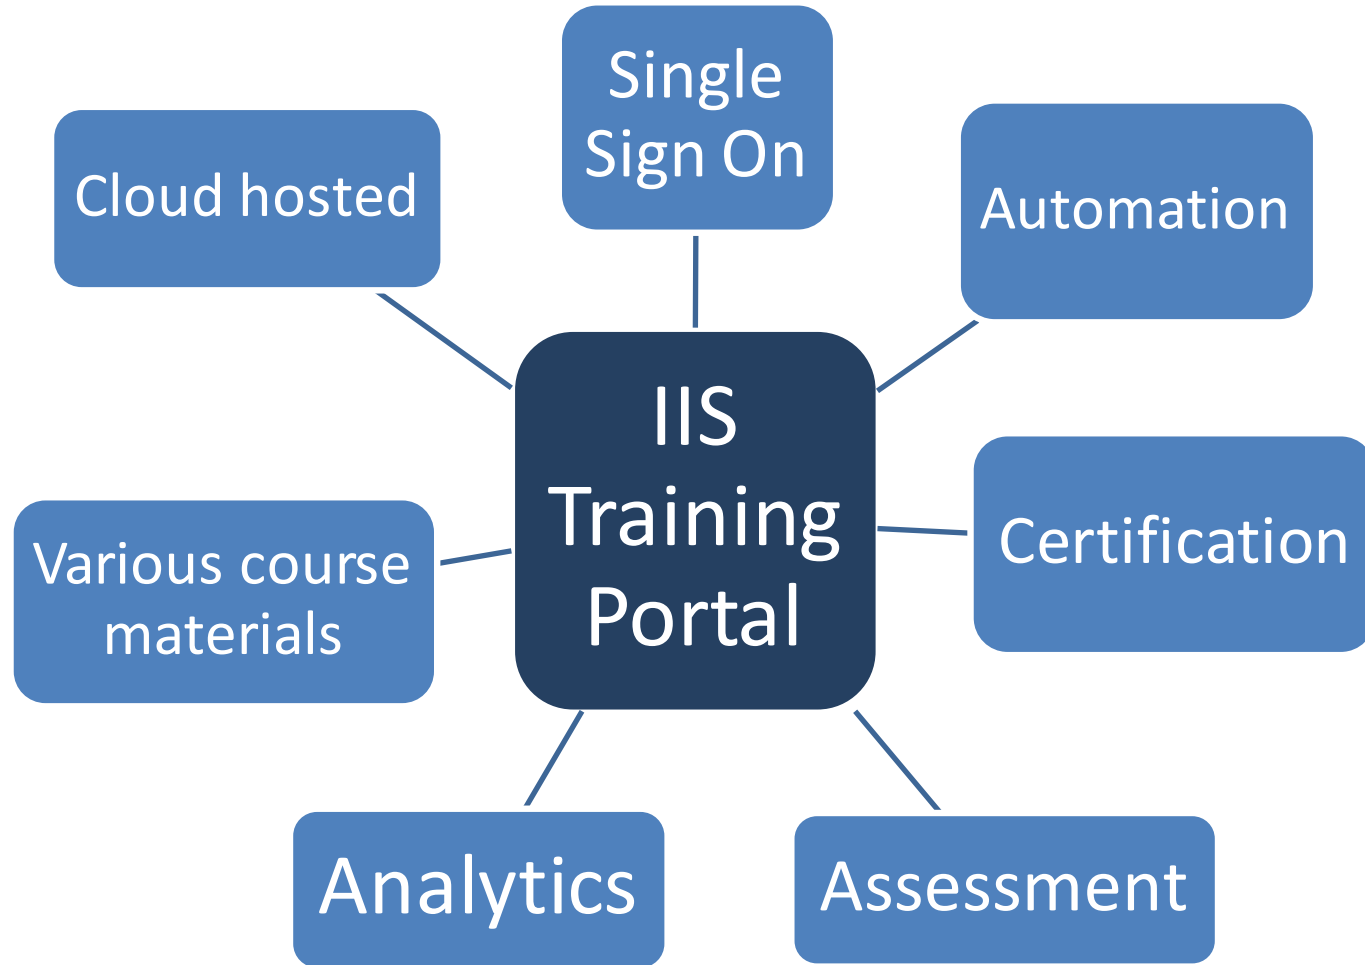 Single
Sign On
Cloud hosted
Automation
IIS
Training
Portal
Certification
Various course
materials
Analytics
Assessment